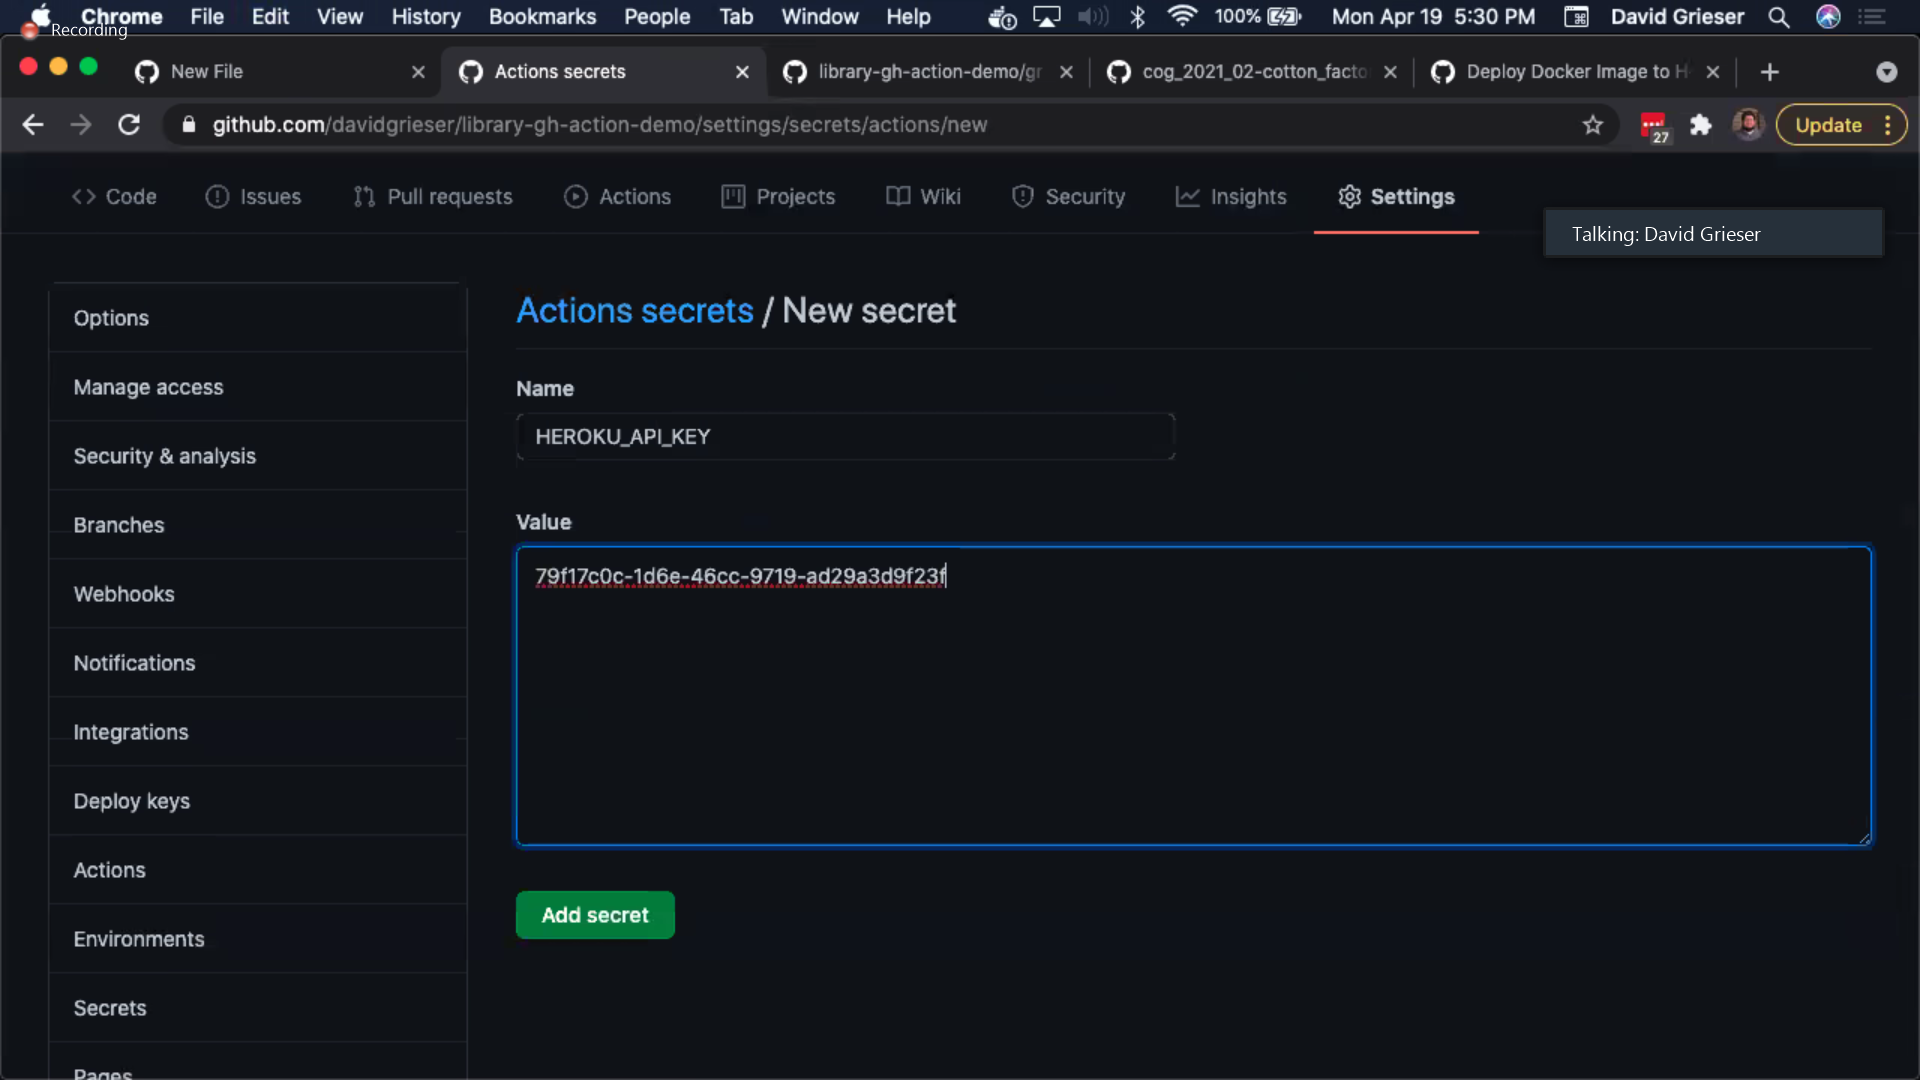 Chrome File Edit View History Bookmarks People Tab Window Help 100% Mon Apr 19 5:30 PM David Grieser
Recording
New File
Actions secrets
library-gh-action-demo/gr
cog_2021_02-cotton_facto
Deploy Docker Image to H
github.com/davidgrieser/library-gh-action-demo/settings/secrets/actions/new
27
Update
Code Issues Pull requests Actions Projects Wiki Security Insights Settings
Talking: David Grieser
Options
Manage access
Security & analysis
Branches
Webhooks
Notifications
Integrations
Deploy keys
Actions
Environments
Secrets
Pages
Actions secrets / New secret
Name
HEROKU_API_KEY
Value
79f17c0c-1d6e-46cc-9719-ad29a3d9f23f
Add secret